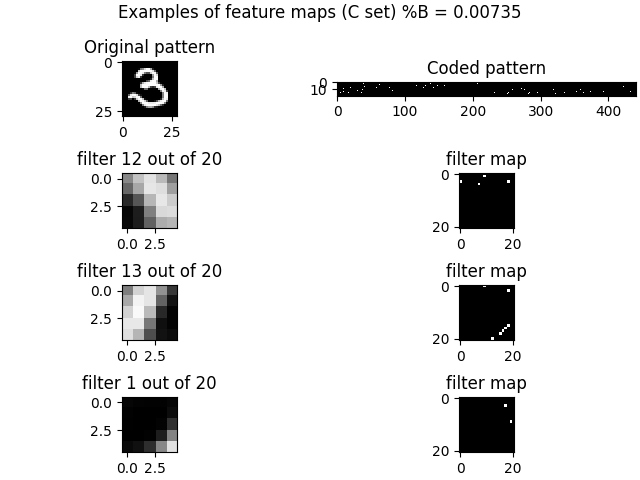 Examples of feature maps (C set) %B = 0.00735
Original pattern
0
25
0 25
3
Coded pattern
0
10
0 100 200 300 400
filter 12 out of 20
0.0
2.5
0.0 2.5
filter map
0
20
0 20
filter 13 out of 20
0.0
2.5
0.0 2.5
filter map
0
20
0 20
filter 1 out of 20
0.0
2.5
0.0 2.5
filter map
0
20
0 20